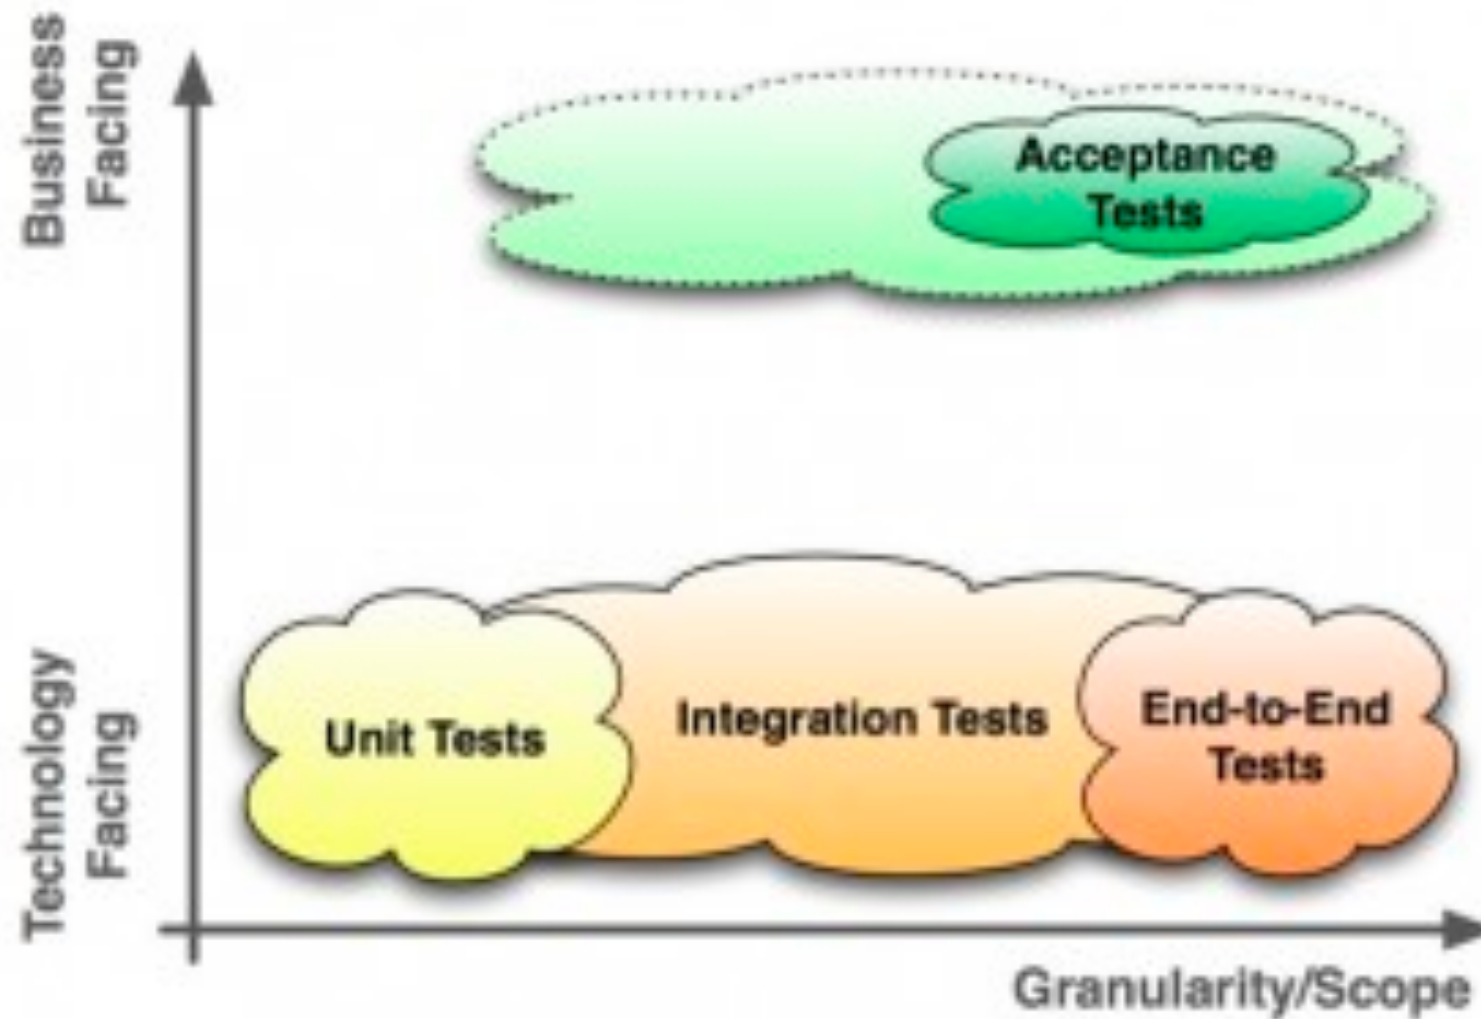 Business
Facing
Acceptance
Tests
Technology
Facing
Unit Tests
Integration Tests
End-to-End
Tests
Granularity/Scope